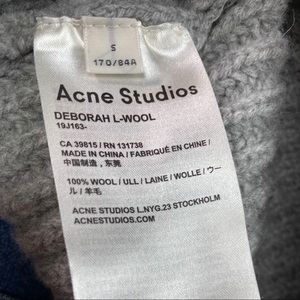 S
170/84A
Acne Studios
DEBORAH L-WOOL
19J163-
CA 39815 / RN 131738
MADE IN CHINA / FABRIQUÉ EN CHINE /
中国制造, 东莞
100% WOOL / ULL / LAINE / WOLLE / ウー
ル / 羊毛
ACNE STUDIOS L.NYG.23 STOCKHOLM
ACNESTUDIOS.COM